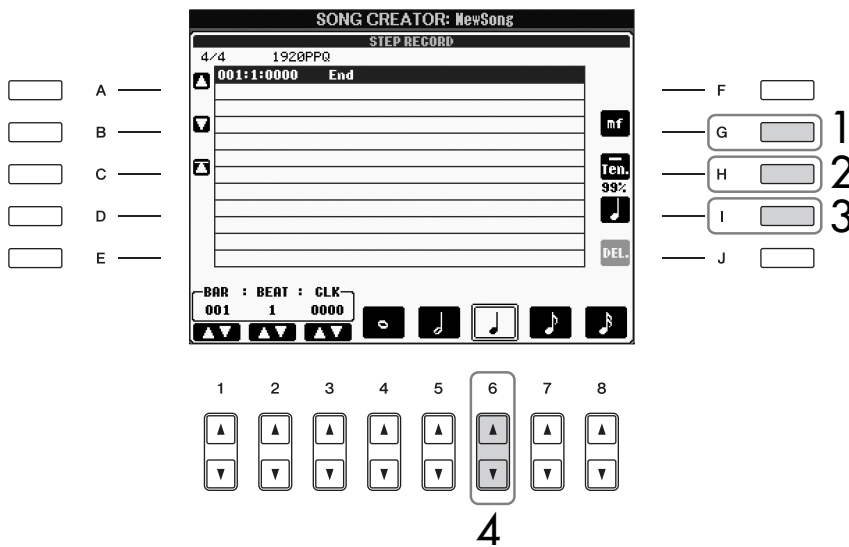 SONG CREATOR: NewSong
STEP RECORD
4/4 1920PPQ
001:1:0000 End
A
B
C
D
E
F
mf
G 1
Ten.
H 2
99%
I 3
DEL.
J
BAR : BEAT : CLK
001 1 0000
1 2 3 4 5 6 7 8
4